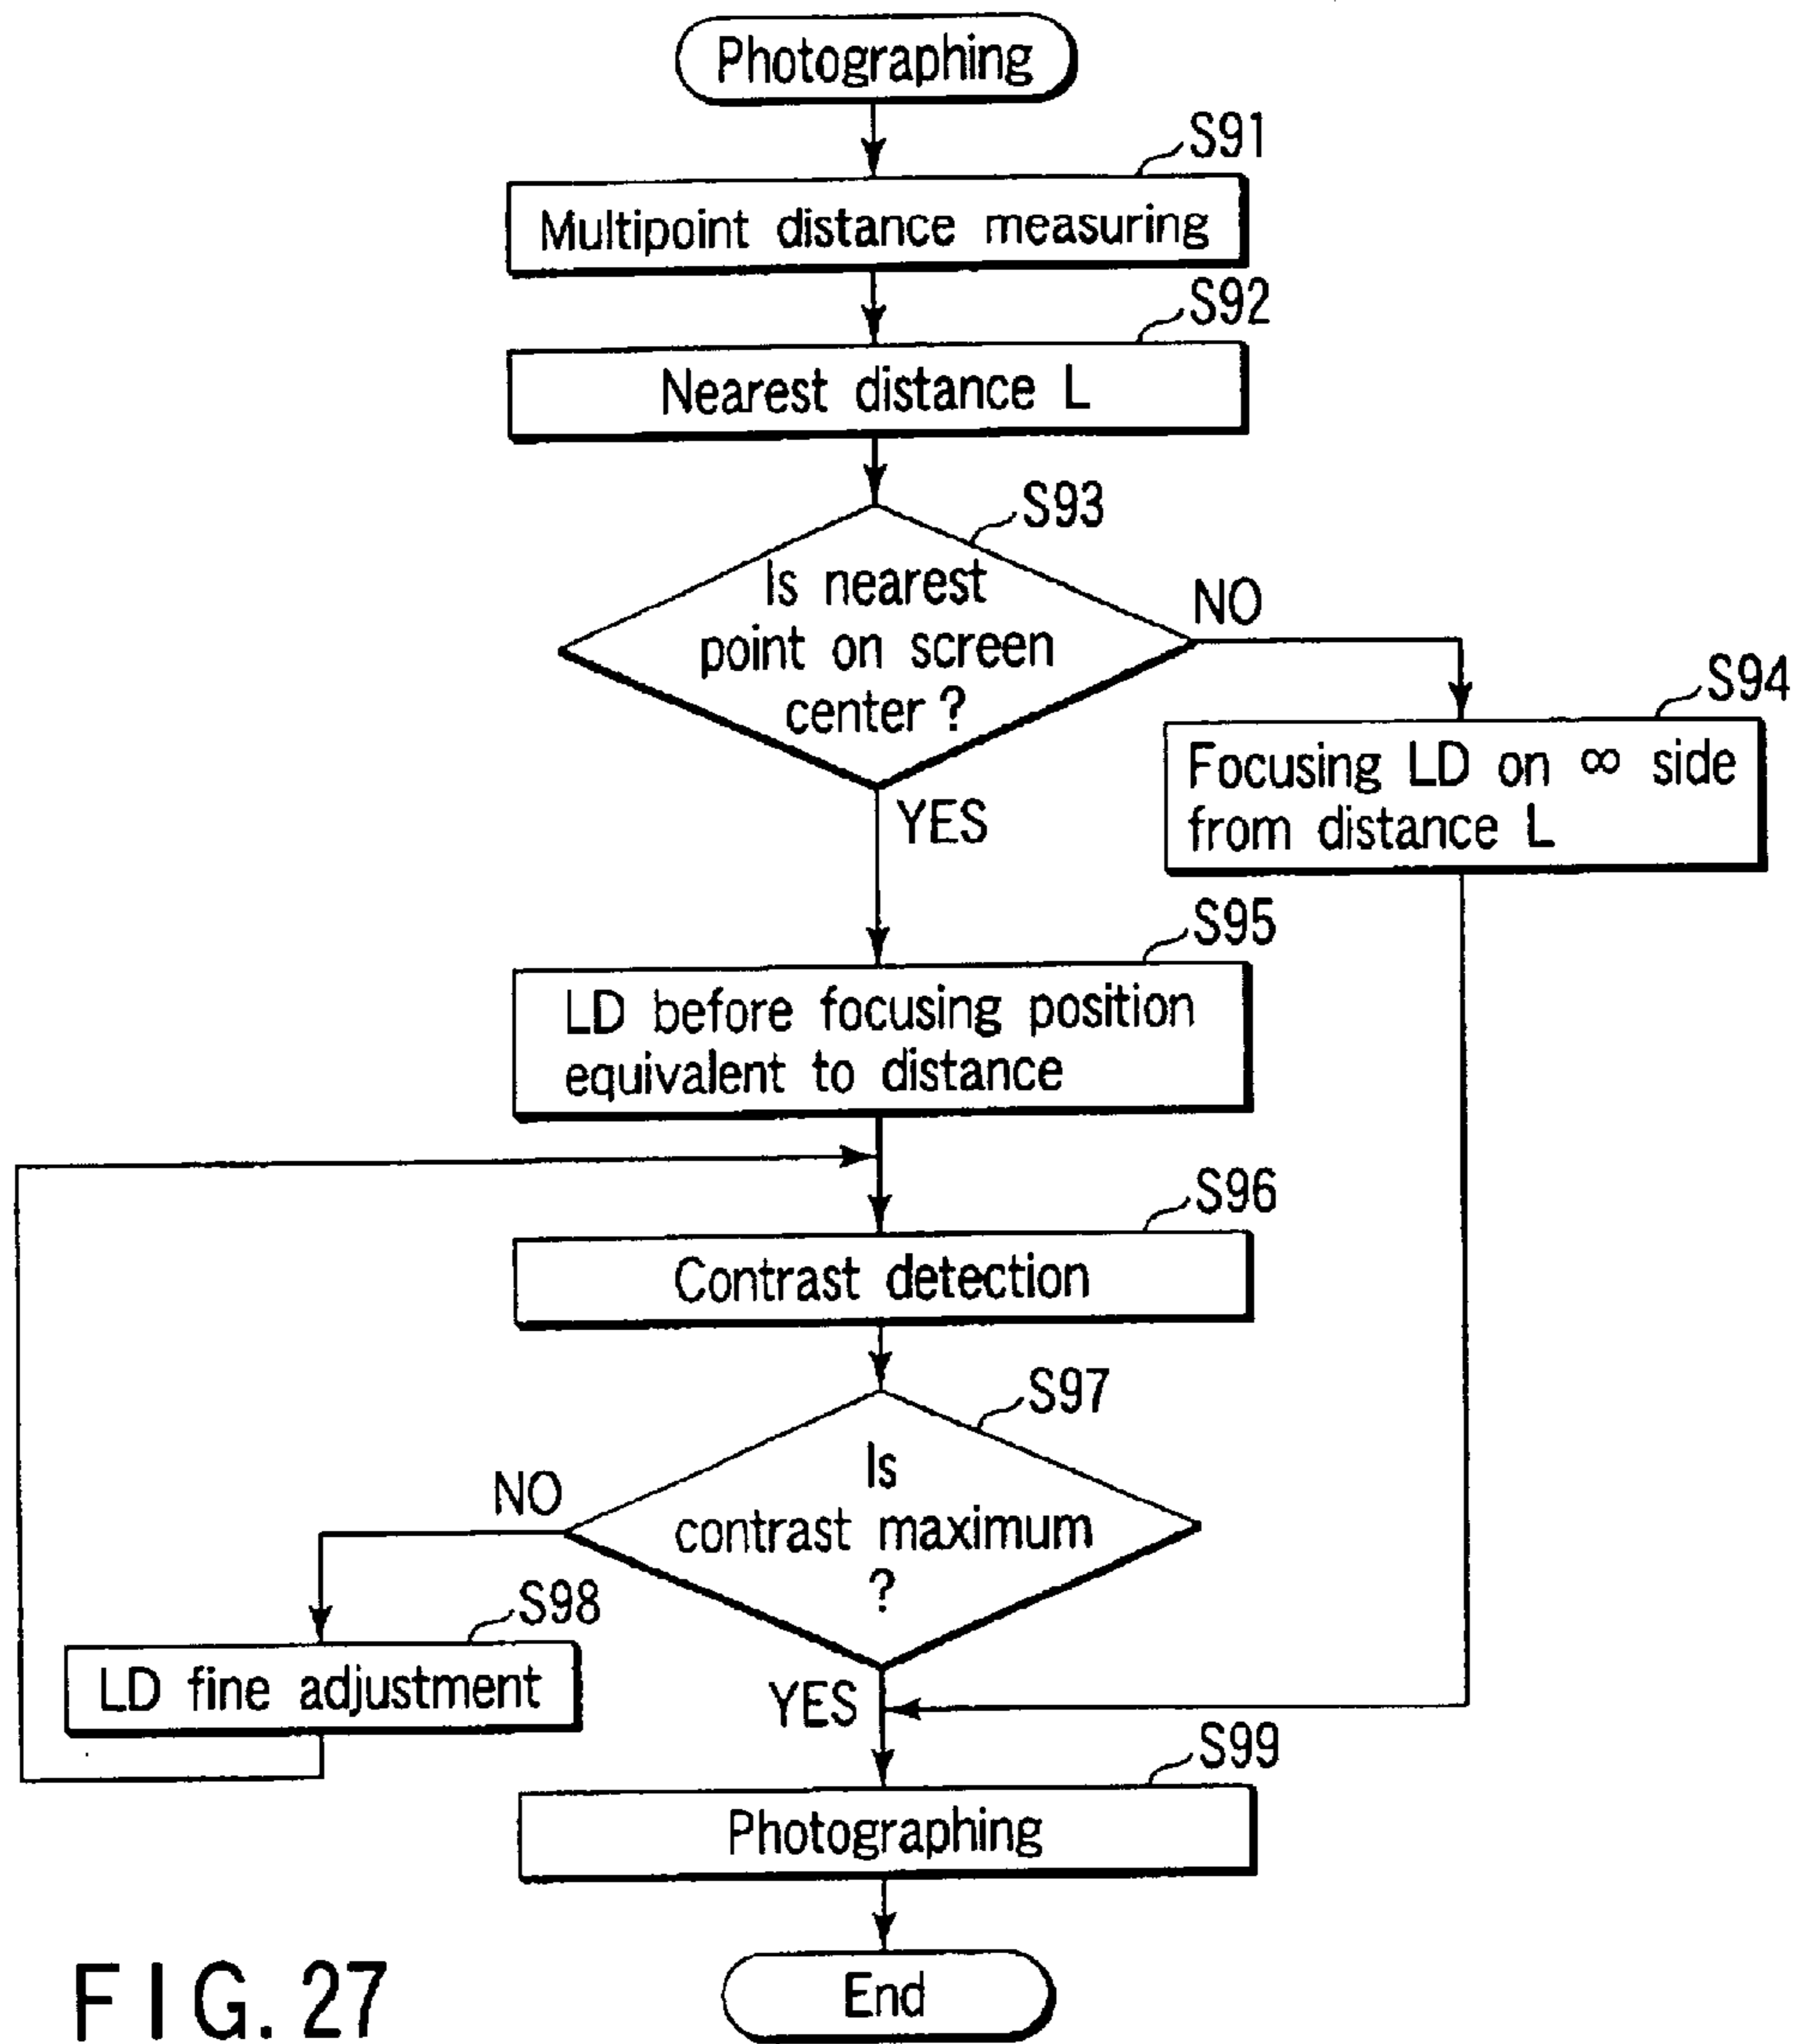 Photographing
S91
Multipoint distance measuring
S92
Nearest distance L
S93
Is nearest
point on screen
center ?
NO
S94
Focusing LD on ∞ side
from distance L
YES
S95
LD before focusing position
equivalent to distance
S96
Contrast detection
S97
Is
contrast maximum
?
NO
S98
LD fine adjustment
YES
S99
Photographing
End
FIG. 27